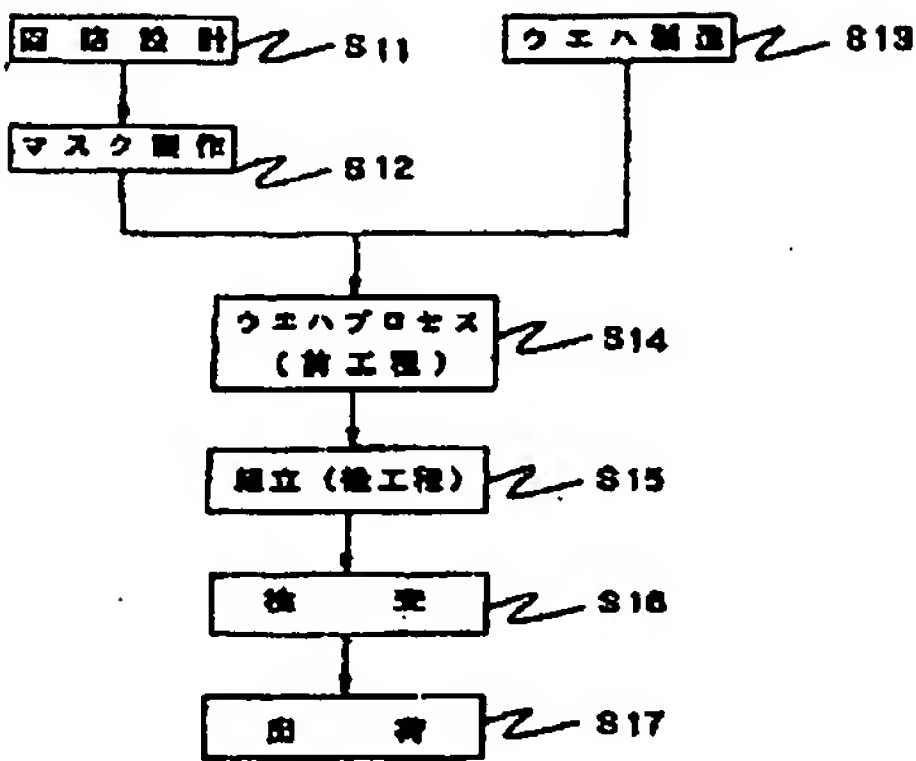 回路設計 S11
ウエハ製造 S13
マスク製作 S12
ウエハプロセス
(前工程) S14
組立(後工程) S15
検査 S16
出荷 S17